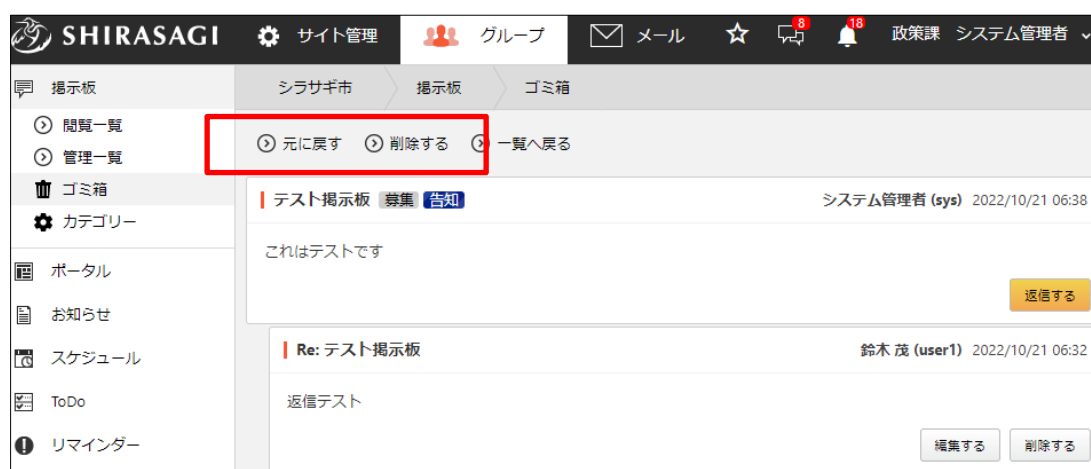 SHIRASAGI サイト管理 グループ メール 8 18 政策課 システム管理者
掲示板 シラサギ市 掲示板 ゴミ箱
閲覧一覧
管理一覧
ゴミ箱
カテゴリー
ポータル
お知らせ
スケジュール
ToDo
リマインダー
元に戻す 削除する 一覧へ戻る
テスト掲示板 募集 告知 システム管理者 (sys) 2022/10/21 06:38
これはテストです
返信する
Re: テスト掲示板 鈴木 茂 (user1) 2022/10/21 06:32
返信テスト
編集する 削除する